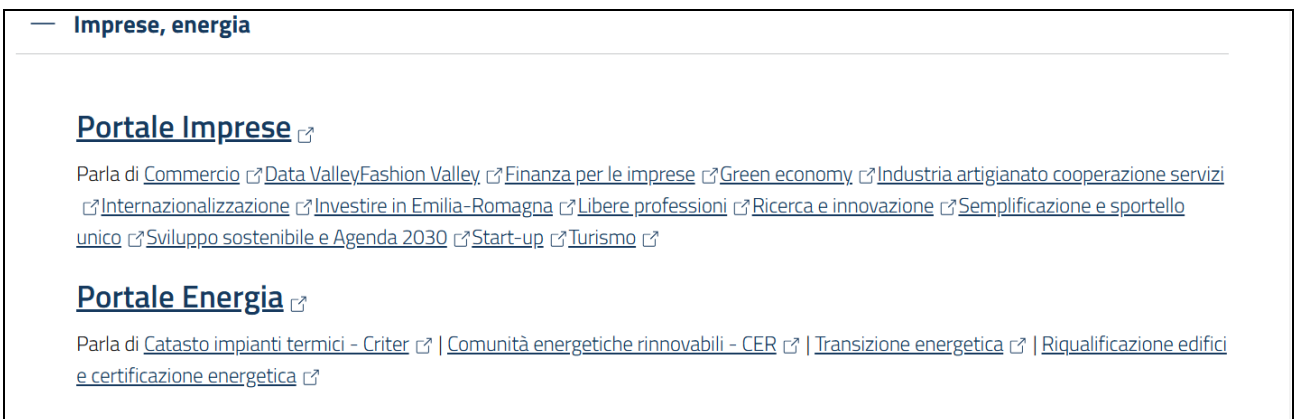 Imprese, energia
Portale Imprese
Parla di Commercio Data ValleyFashion Valley Finanza per le imprese Green economy Industria artigianato cooperazione servizi
Internazionalizzazione Investire in Emilia-Romagna Libere professioni Ricerca e innovazione Semplificazione e sportello
unico Sviluppo sostenibile e Agenda 2030 Start-up Turismo
Portale Energia
Parla di Catasto impianti termici - Criter | Comunità energetiche rinnovabili - CER | Transizione energetica | Riqualificazione edifici
e certificazione energetica